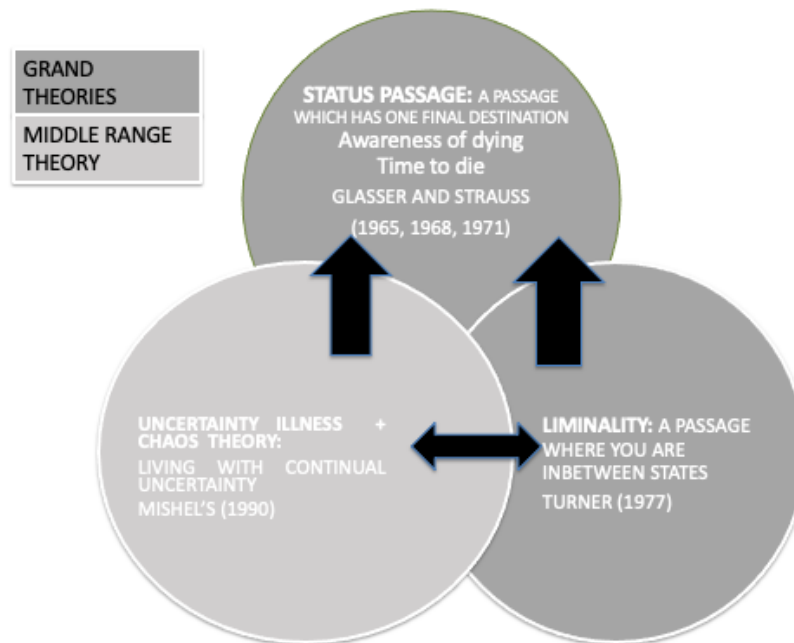 GRAND
THEORIES
MIDDLE RANGE
THEORY
STATUS PASSAGE: A PASSAGE
WHICH HAS ONE FINAL DESTINATION
Awareness of dying
Time to die
GLASSER AND STRAUSS
(1965, 1968, 1971)
UNCERTAINTY ILLNESS +
CHAOS THEORY:
LIVING WITH CONTINUAL
UNCERTAINTY
MISHEL'S (1990)
LIMINALITY: A PASSAGE
WHERE YOU ARE
INBETWEEN STATES
TURNER (1977)